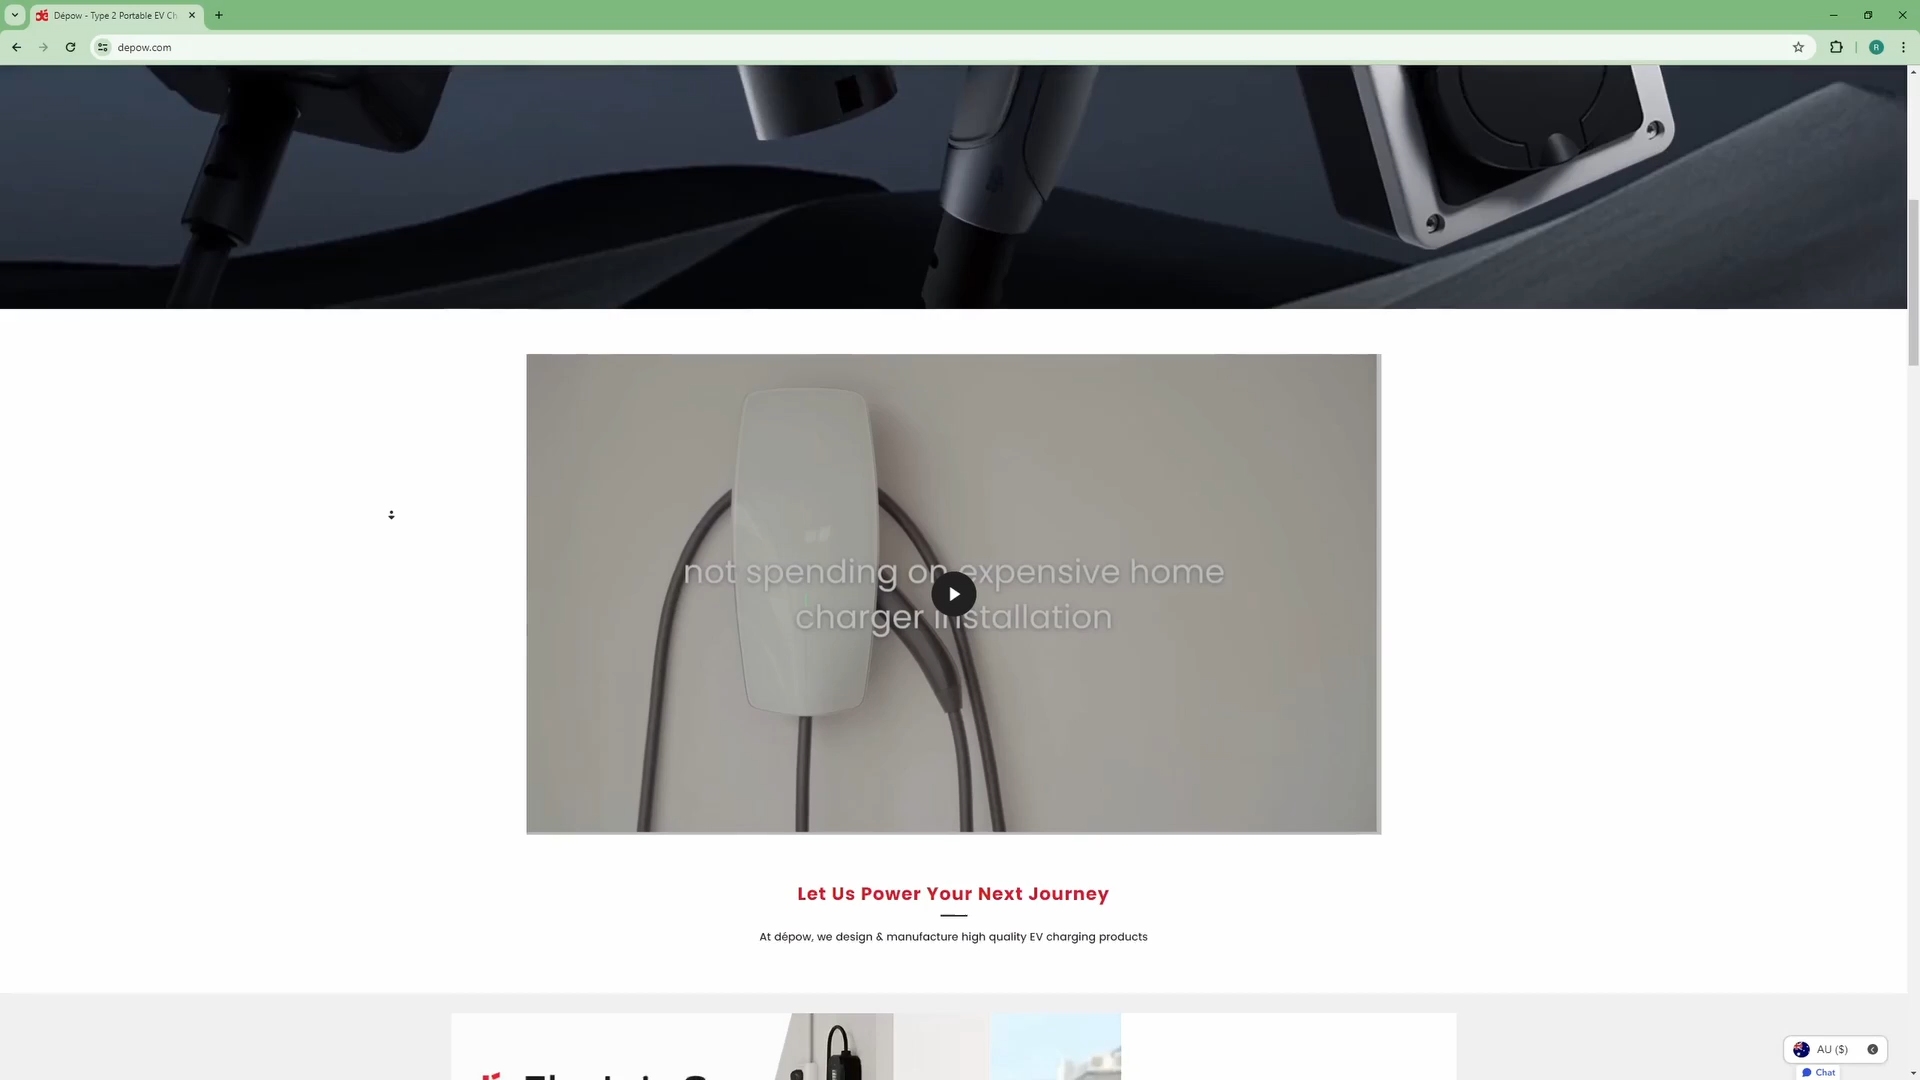 Dépow - Type 2 Portable EV Ch
depow.com
R
not spending on expensive home
charger installation
Let Us Power Your Next Journey
At dépow, we design & manufacture high quality EV charging products
dé
AU ($)
Chat